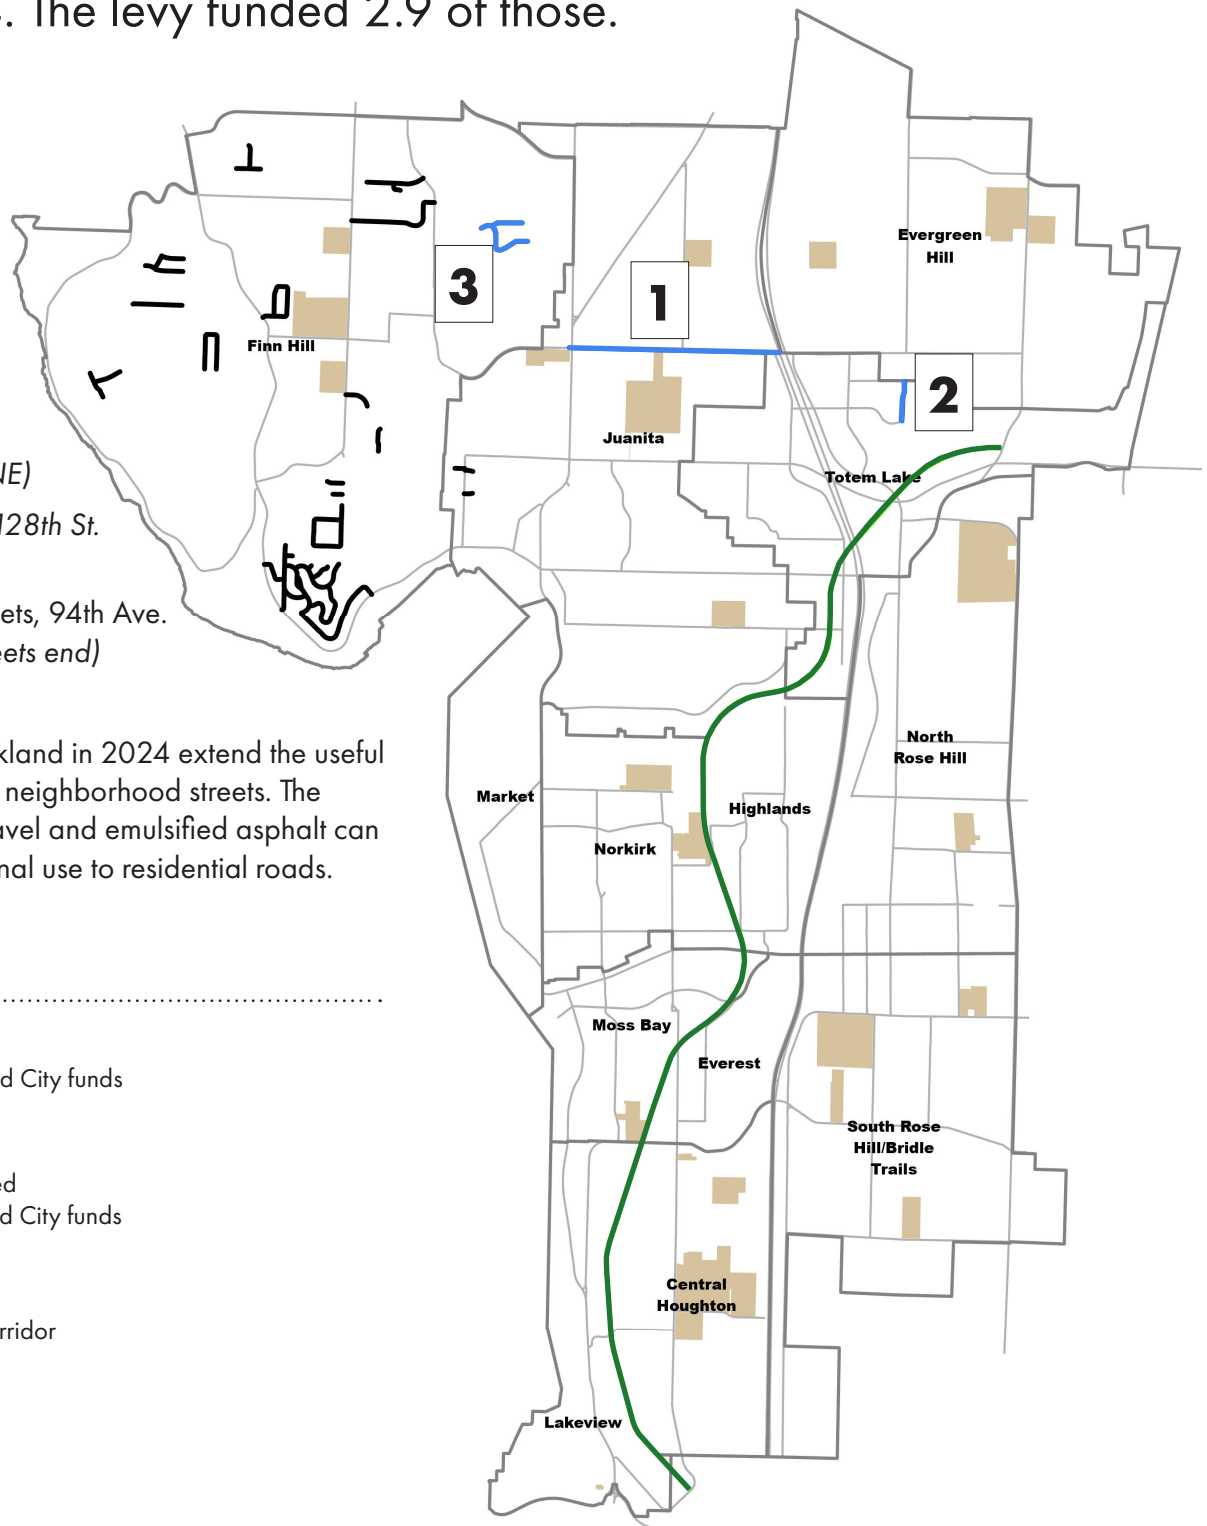 . The levy funded 2.9 of those.
NE)
128th St.
ets, 94th Ave.
eets end)
kland in 2024 extend the useful
neighborhood streets. The
avel and emulsified asphalt can
nal use to residential roads.
d City funds
ed
d City funds
rridor
Evergreen
Hill
3
1
Finn Hill
2
Juanita
Totem Lake
North
Rose Hill
Market
Highlands
Norkirk
Moss Bay
Everest
South Rose
Hill/Bridle
Trails
Central
Houghton
Lakeview